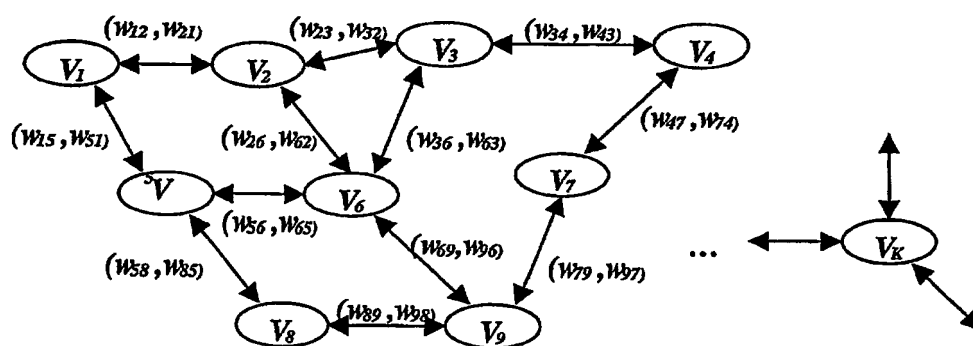 (w12,w21)
(w23,w32)
(w34,w43)
V1
V2
V3
V4
(w15,w51)
(w26,w62)
(w36,w63)
(w47,w74)
5V
V6
V7
(w56,w65)
(w58,w85)
(w69,w96)
(w79,w97)
...
VK
(w89,w98)
V8
V9